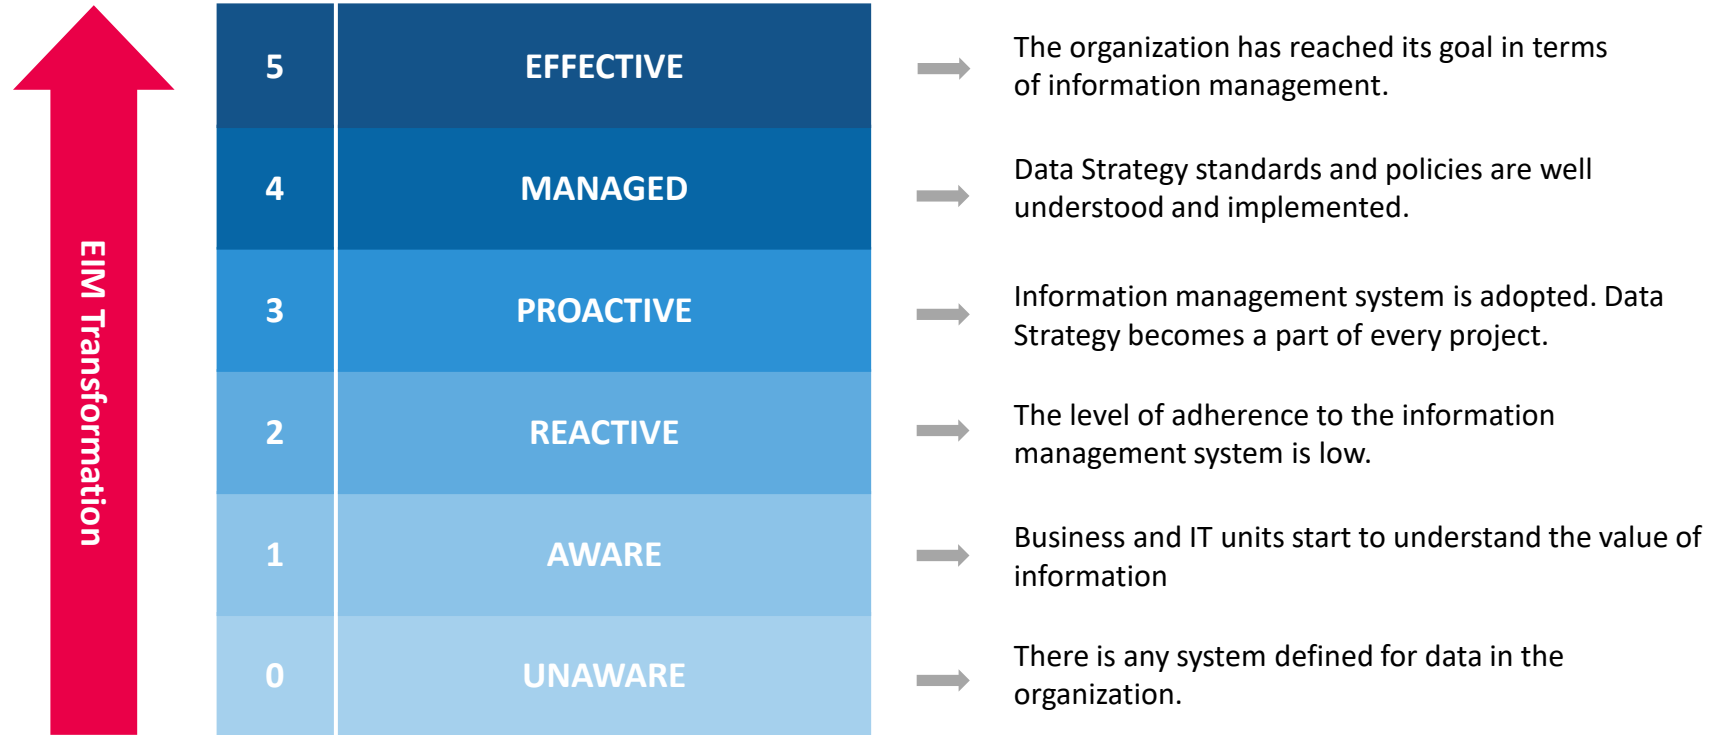 EIM Transformation
5
EFFECTIVE
The organization has reached its goal in terms
of information management.
4
MANAGED
Data Strategy standards and policies are well
understood and implemented.
3
PROACTIVE
Information management system is adopted. Data
Strategy becomes a part of every project.
2
REACTIVE
The level of adherence to the information
management system is low.
1
AWARE
Business and IT units start to understand the value of
information
0
UNAWARE
There is any system defined for data in the
organization.